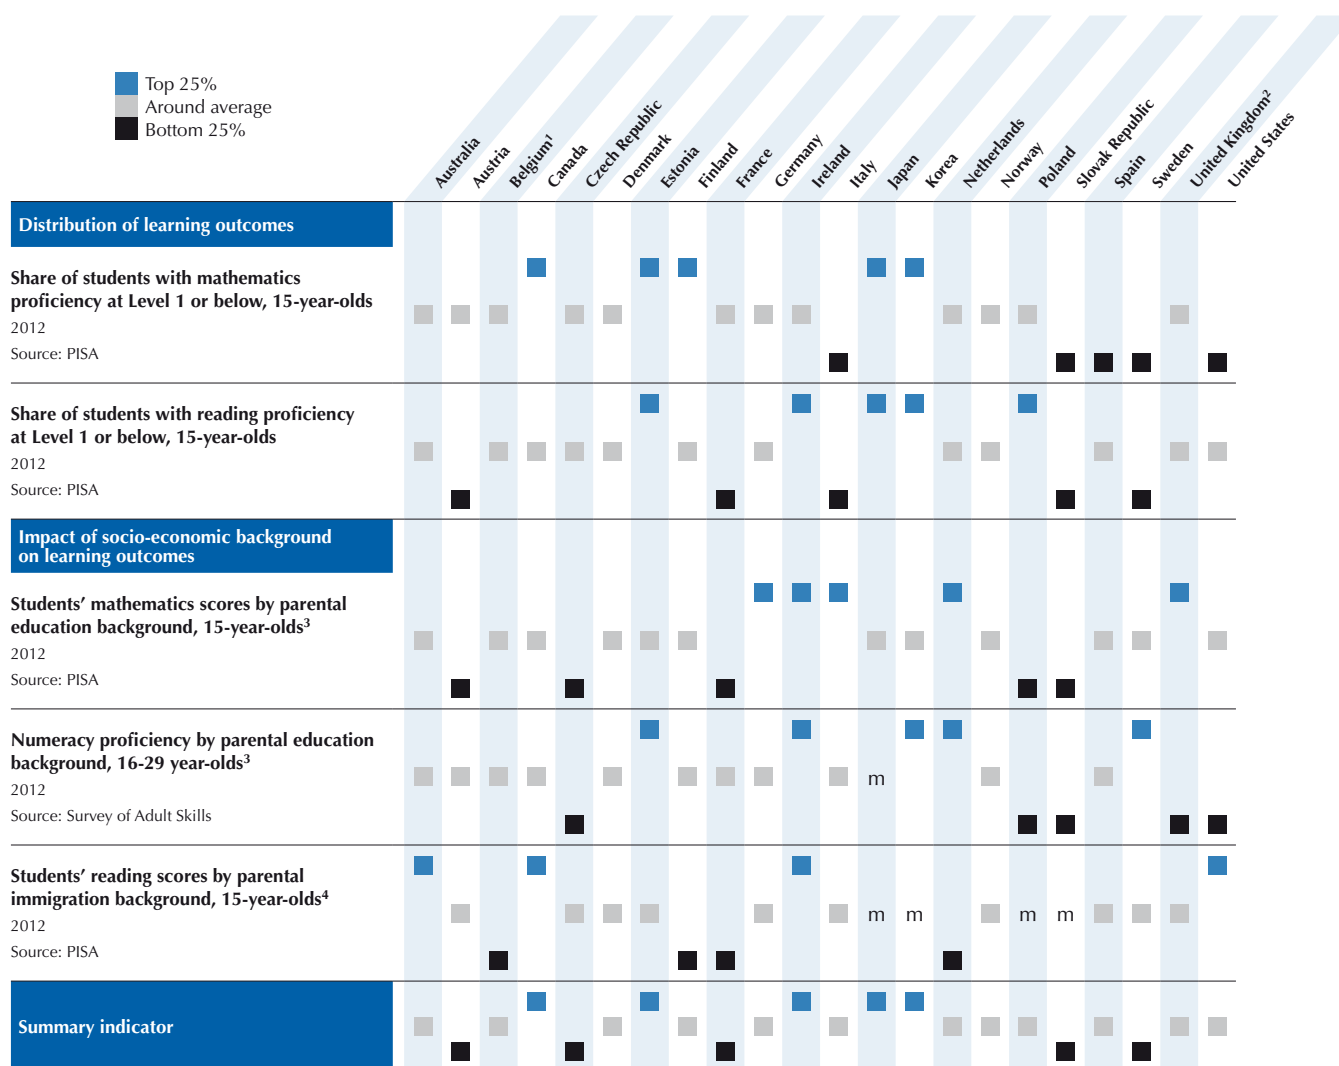 Top 25%
Around average
Bottom 25%
Australia
Austria
Belgium¹
Canada
Czech Republic
Denmark
Estonia
Finland
France
Germany
Ireland
Italy
Japan
Korea
Netherlands
Norway
Poland
Slovak Republic
Spain
Sweden
United Kingdom²
United States
Distribution of learning outcomes
Share of students with mathematics
proficiency at Level 1 or below, 15-year-olds
2012
Source: PISA
Share of students with reading proficiency
at Level 1 or below, 15-year-olds
2012
Source: PISA
Impact of socio-economic background
on learning outcomes
Students’ mathematics scores by parental
education background, 15-year-olds³
2012
Source: PISA
Numeracy proficiency by parental education
background, 16-29 year-olds³
2012
Source: Survey of Adult Skills
m
Students’ reading scores by parental
immigration background, 15-year-olds⁴
2012
Source: PISA
m m m m
Summary indicator